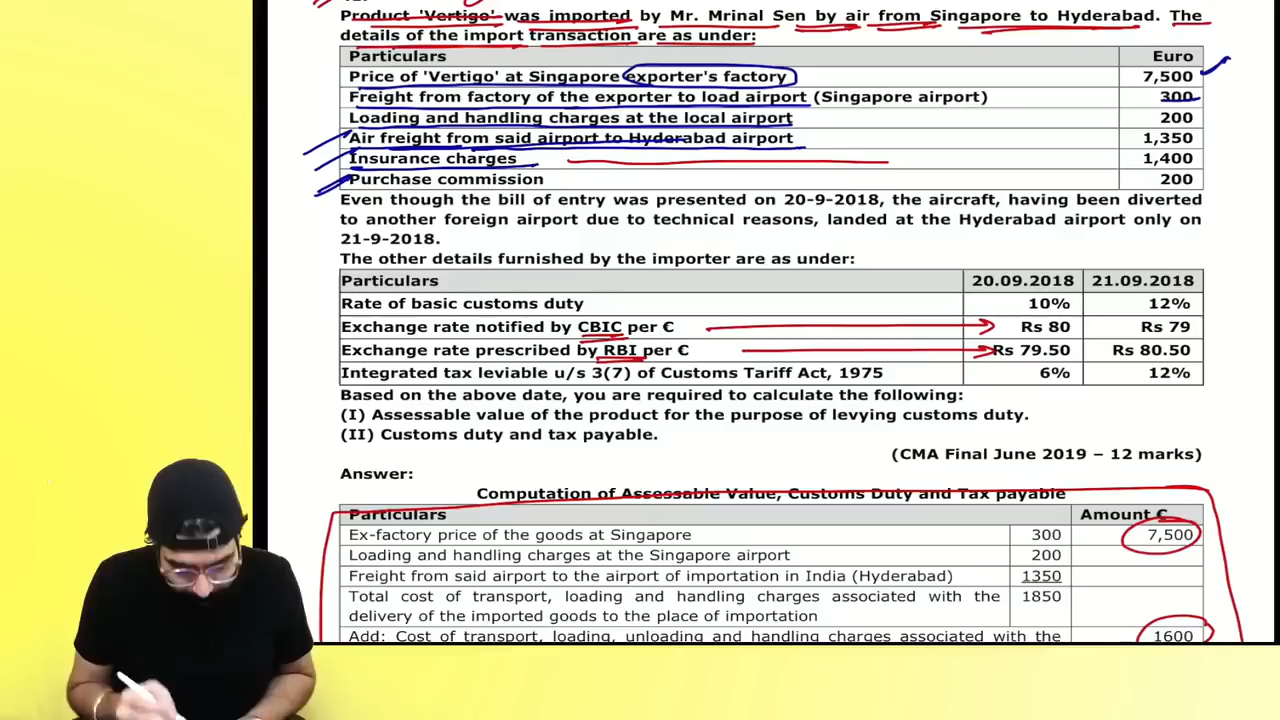 Product 'Vertigo' was imported by Mr. Mrinal Sen by air from Singapore to Hyderabad. The
details of the import transaction are as under:
Particulars Euro
Price of 'Vertigo' at Singapore exporter's factory 7,500
Freight from factory of the exporter to load airport (Singapore airport) 300
Loading and handling charges at the local airport 200
Air freight from said airport to Hyderabad airport 1,350
Insurance charges 1,400
Purchase commission 200
Even though the bill of entry was presented on 20-9-2018, the aircraft, having been diverted
to another foreign airport due to technical reasons, landed at the Hyderabad airport only on
21-9-2018.
The other details furnished by the importer are as under:
Particulars 20.09.2018 21.09.2018
Rate of basic customs duty 10% 12%
Exchange rate notified by CBIC per € Rs 80 Rs 79
Exchange rate prescribed by RBI per € Rs 79.50 Rs 80.50
Integrated tax leviable u/s 3(7) of Customs Tariff Act, 1975 6% 12%
Based on the above date, you are required to calculate the following:
(I) Assessable value of the product for the purpose of levying customs duty.
(II) Customs duty and tax payable.
(CMA Final June 2019 – 12 marks)
Answer:
Computation of Assessable Value, Customs Duty and Tax payable
Particulars Amount €
Ex-factory price of the goods at Singapore 300 7,500
Loading and handling charges at the Singapore airport 200
Freight from said airport to the airport of importation in India (Hyderabad) 1350
Total cost of transport, loading and handling charges associated with the 1850
delivery of the imported goods to the place of importation
Add: Cost of transport, loading, unloading and handling charges associated with the 1600